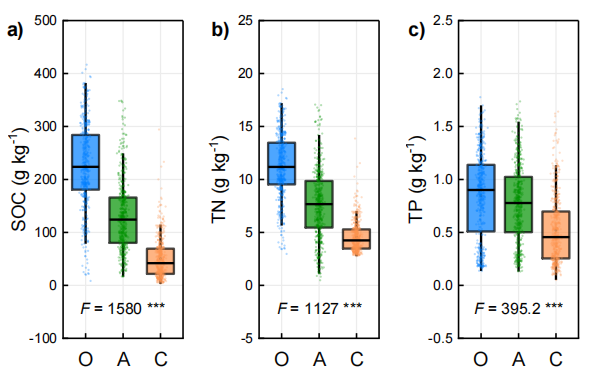 a)
500
400
300
200
100
0
-100
SOC (g kg⁻¹)
F = 1580 ***
O A C
b)
25
20
15
10
5
0
-5
TN (g kg⁻¹)
F = 1127 ***
O A C
c)
2.5
2.0
1.5
1.0
0.5
0.0
-0.5
TP (g kg⁻¹)
F = 395.2 ***
O A C